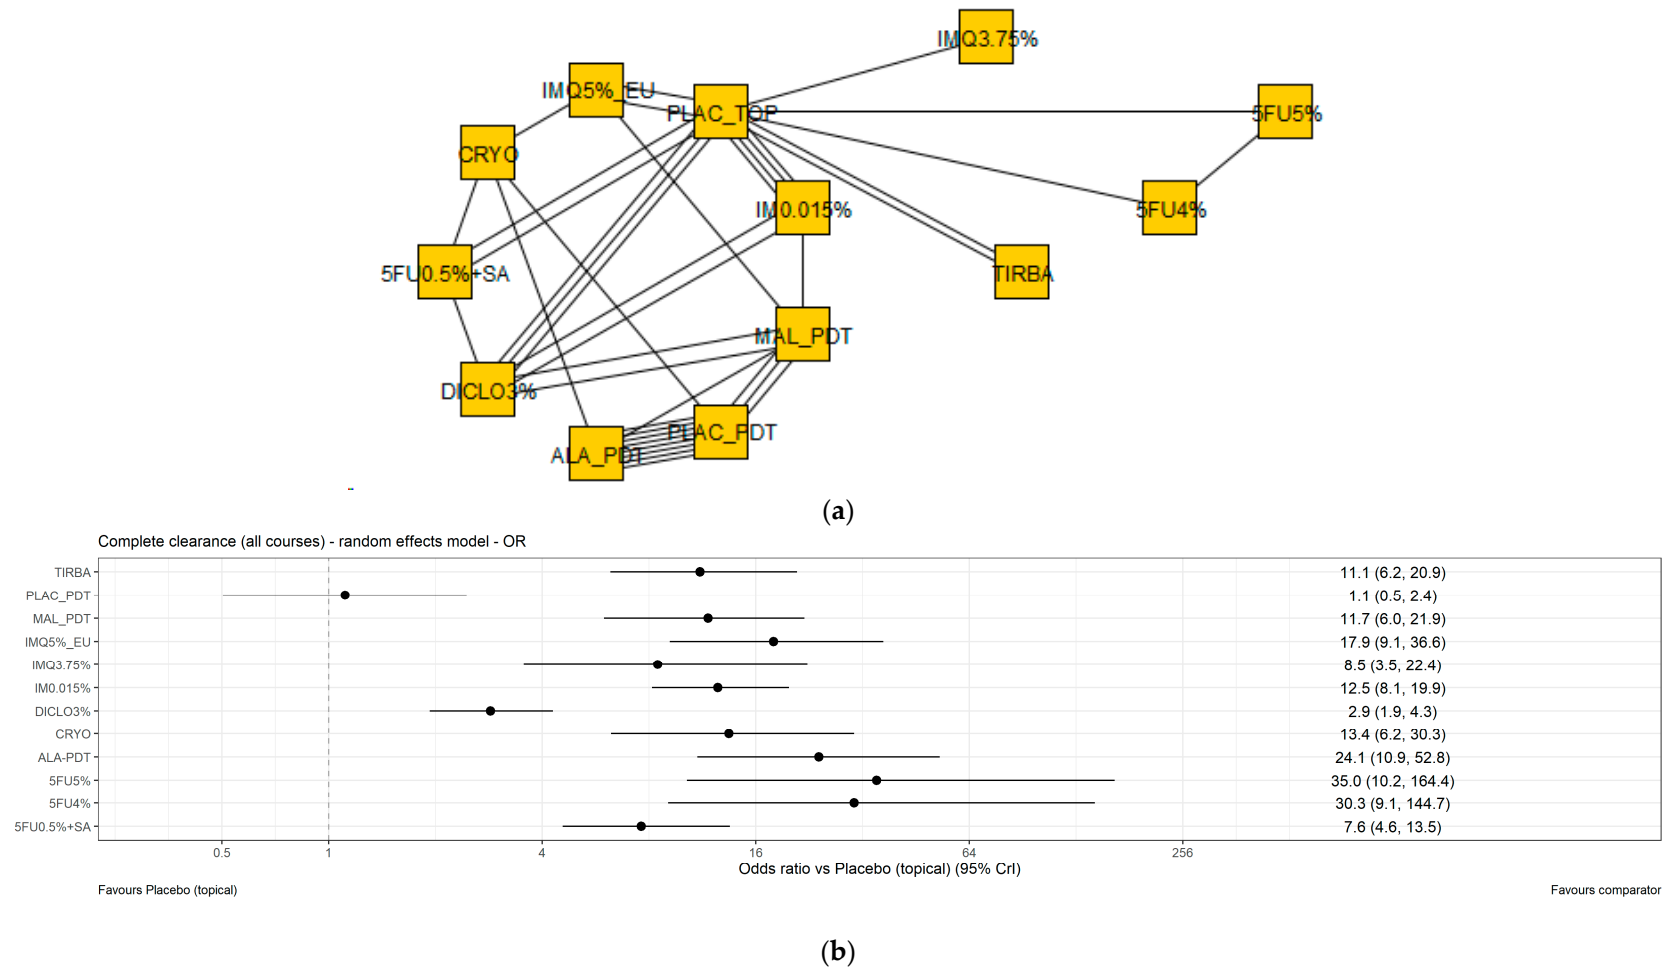 IMQ3.75%
IMQ5%_EU
PLAC_TOP
5FU5%
CRYO
IM0.015%
5FU4%
5FU0.5%+SA
TIRBA
MAL_PDT
DICLO3%
PLAC_PDT
ALA_PDT
(a)
Complete clearance (all courses) - random effects model - OR
TIRBA 11.1 (6.2, 20.9)
PLAC_PDT 1.1 (0.5, 2.4)
MAL_PDT 11.7 (6.0, 21.9)
IMQ5%_EU 17.9 (9.1, 36.6)
IMQ3.75% 8.5 (3.5, 22.4)
IM0.015% 12.5 (8.1, 19.9)
DICLO3% 2.9 (1.9, 4.3)
CRYO 13.4 (6.2, 30.3)
ALA-PDT 24.1 (10.9, 52.8)
5FU5% 35.0 (10.2, 164.4)
5FU4% 30.3 (9.1, 144.7)
5FU0.5%+SA 7.6 (4.6, 13.5)
0.5 1 4 16 64 256
Odds ratio vs Placebo (topical) (95% CrI)
Favours Placebo (topical) Favours comparator
(b)